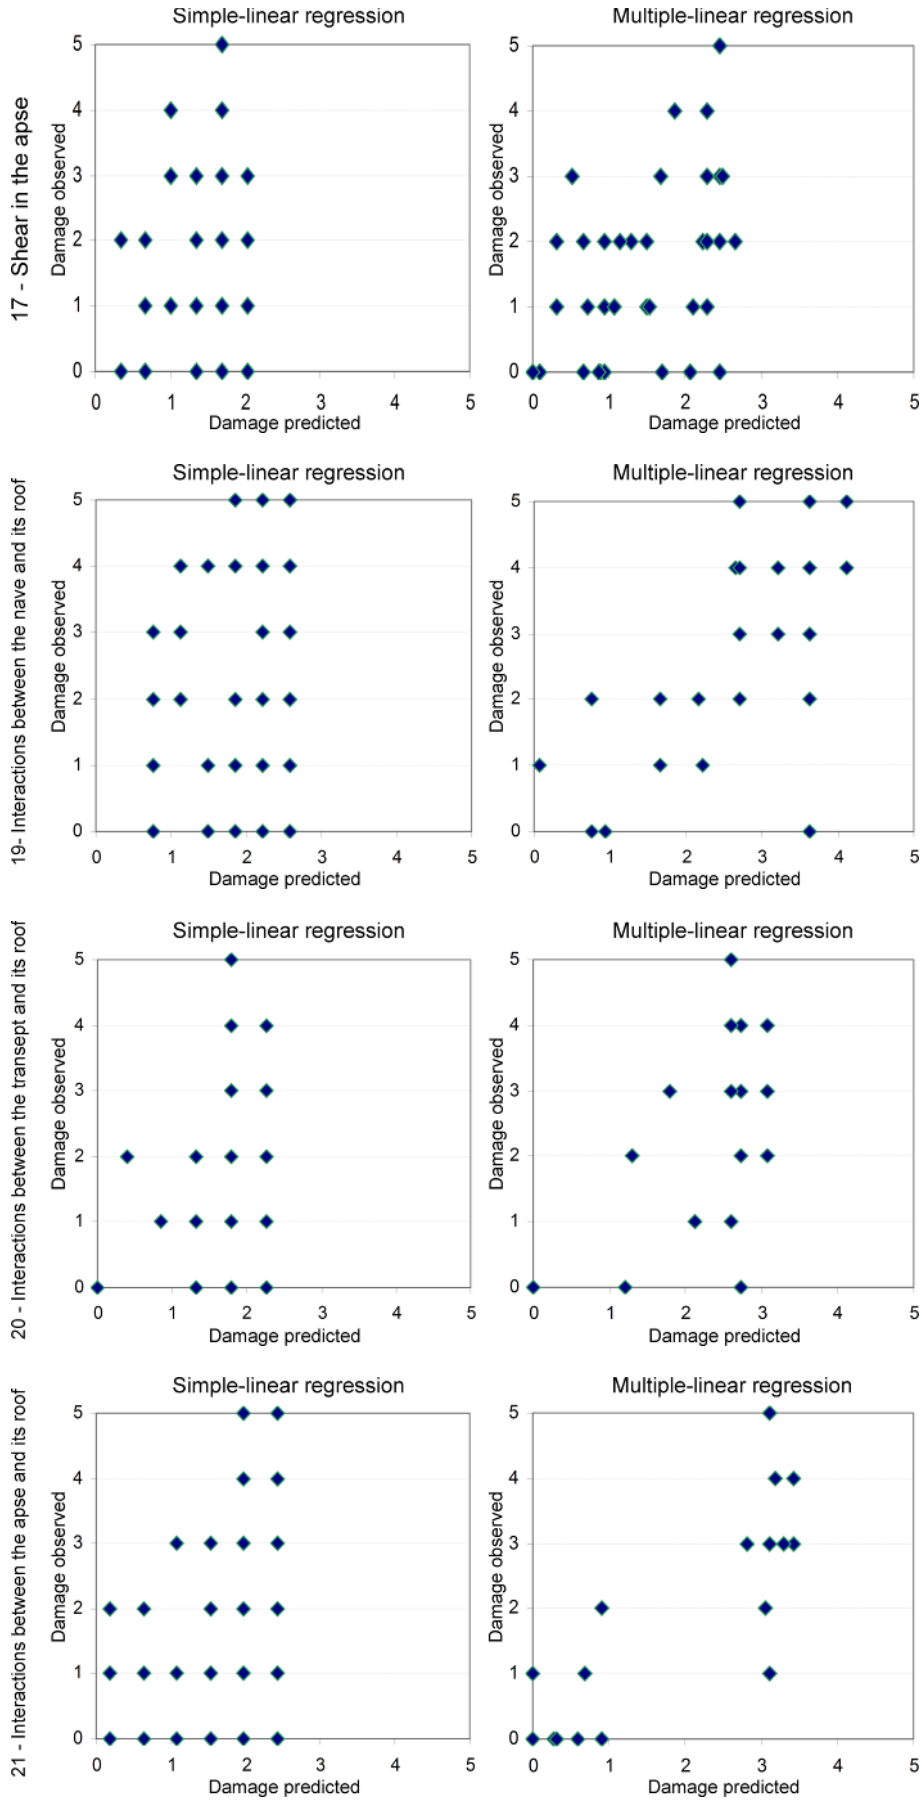 Simple-linear regression
Multiple-linear regression
17 - Shear in the apse
Damage observed
5
4
3
2
1
0
0 1 2 3 4 5
Damage predicted
Damage observed
5
4
3
2
1
0
0 1 2 3 4 5
Damage predicted
Simple-linear regression
Multiple-linear regression
19- Interactions between the nave and its roof
Damage observed
5
4
3
2
1
0
0 1 2 3 4 5
Damage predicted
Damage observed
5
4
3
2
1
0
0 1 2 3 4 5
Damage predicted
Simple-linear regression
Multiple-linear regression
20 - Interactions between the transept and its roof
Damage observed
5
4
3
2
1
0
0 1 2 3 4 5
Damage predicted
Damage observed
5
4
3
2
1
0
0 1 2 3 4 5
Damage predicted
Simple-linear regression
Multiple-linear regression
21 - Interactions between the apse and its roof
Damage observed
5
4
3
2
1
0
0 1 2 3 4 5
Damage predicted
Damage observed
5
4
3
2
1
0
0 1 2 3 4 5
Damage predicted